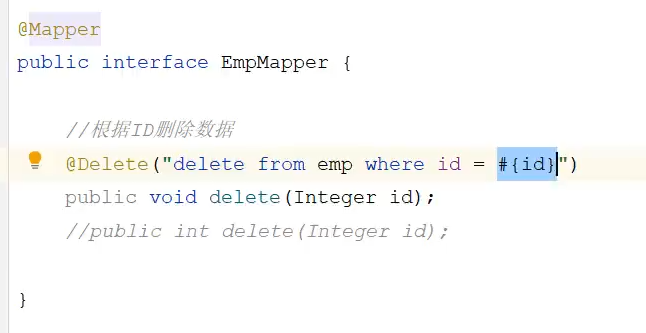 @Mapper
public interface EmpMapper {
//根据ID删除数据
@Delete("delete from emp where id = #{id}")
public void delete(Integer id);
//public int delete(Integer id);
}